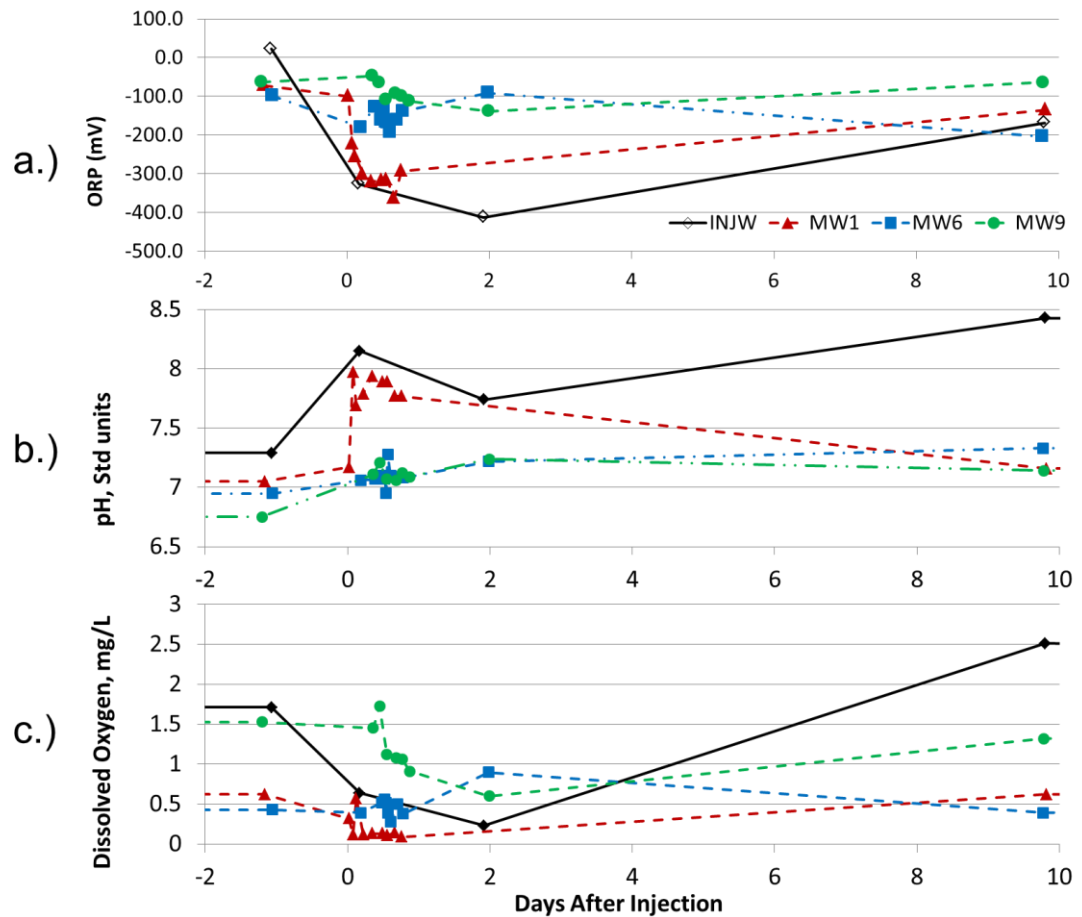 a.)
ORP (mV)
100.0
0.0
-100.0
-200.0
-300.0
-400.0
-500.0
INJW MW1 MW6 MW9
-2 0 2 4 6 8 10
b.)
pH, Std units
8.5
8
7.5
7
6.5
-2 0 2 4 6 8 10
c.)
Dissolved Oxygen, mg/L
3
2.5
2
1.5
1
0.5
0
-2 0 2 4 6 8 10
Days After Injection